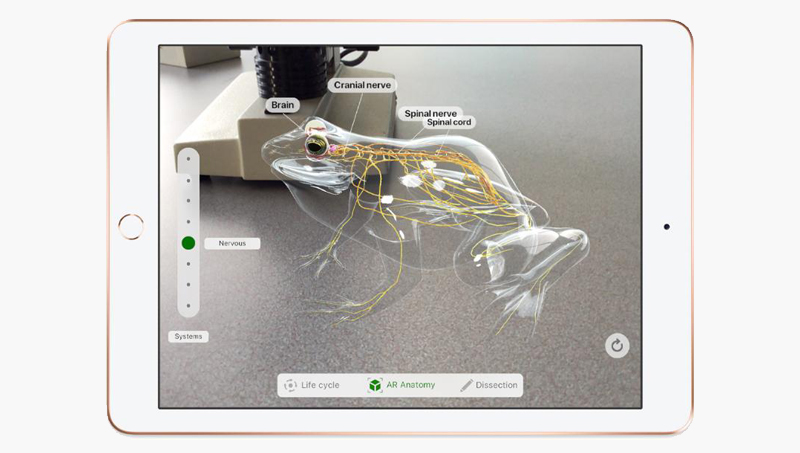 Cranial nerve
Brain
Spinal nerve
Spinal cord
Nervous
Systems
Life cycle
AR Anatomy
Dissection